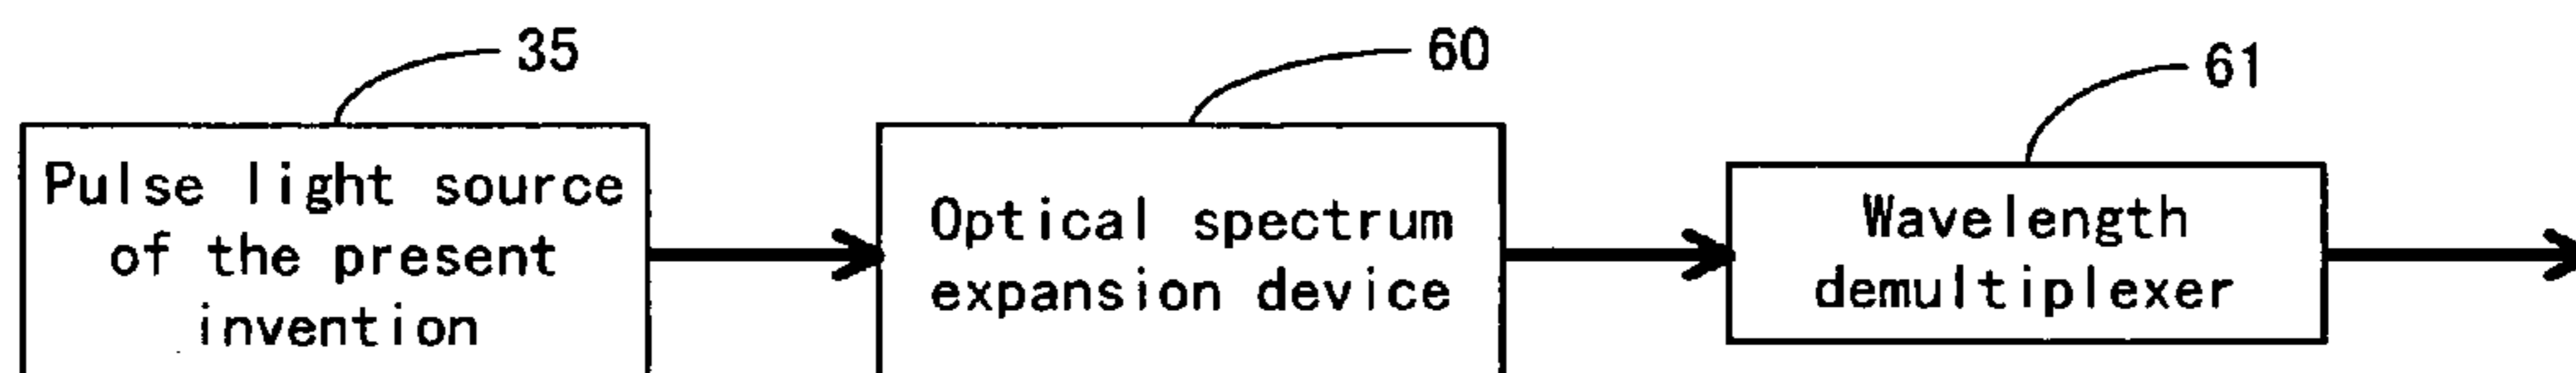 35
60
61
Pulse light source
of the present
invention
Optical spectrum
expansion device
Wavelength
demultiplexer